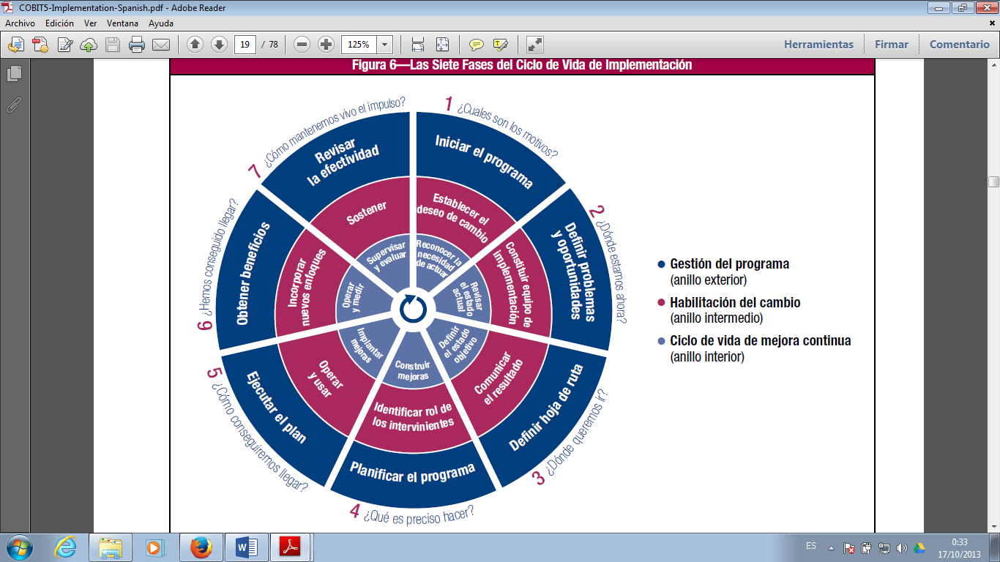 COBIT5-Implementation-Spanish.pdf - Adobe Reader
Archivo Edición Ver Ventana Ayuda
19 / 78
125%
Herramientas
Firmar
Comentario
Figura 6—Las Siete Fases del Ciclo de Vida de Implementación
1 ¿Cuales son los motivos?
Iniciar el programa
Establecer el
deseo de cambio
Reconocer la
necesidad
de actuar
2 ¿Dónde estamos ahora?
Definir problemas
y oportunidades
Constituir equipo de
implementación
Revisar
el estado
actual
3 ¿Dónde queremos ir?
Definir hoja de ruta
Comunicar
el resultado
Definir
el estado
objetivo
4 ¿Qué es preciso hacer?
Planificar el programa
Identificar rol de
los intervinientes
Construir
mejoras
5 ¿Cómo conseguiremos llegar?
Ejecutar el plan
Operar
y usar
Implantar
mejoras
6 ¿Hemos conseguido llegar?
Obtener beneficios
Incorporar
nuevos enfoques
Operar
y medir
7 ¿Cómo mantenemos vivo el impulso?
Revisar
la efectividad
Sostener
Supervisar
y evaluar
Gestión del programa
(anillo exterior)
Habilitación del cambio
(anillo intermedio)
Ciclo de vida de mejora continua
(anillo interior)
ES
0:33
17/10/2013